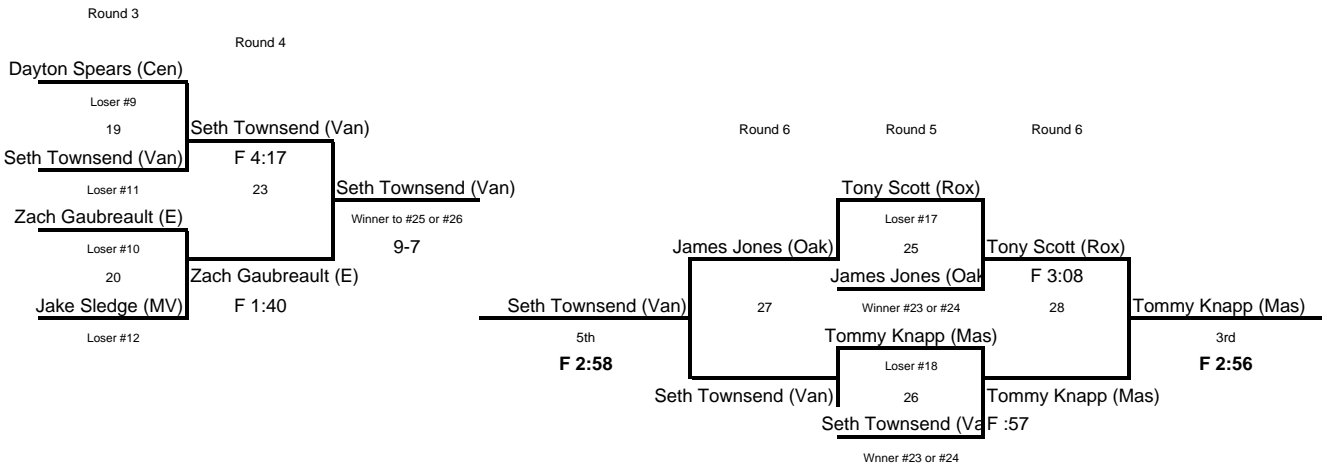 Round 3
Round 4
Dayton Spears (Cen)
Loser #9
19
Seth Townsend (Van)
Round 6
Round 5
Round 6
Seth Townsend (Van)
F 4:17
Loser #11
23
Seth Townsend (Van)
Tony Scott (Rox)
Zach Gaubreault (E)
Winner to #25 or #26
Loser #17
Loser #10
9-7
James Jones (Oak)
25
Tony Scott (Rox)
20
Zach Gaubreault (E)
James Jones (Oak
F 3:08
Jake Sledge (MV)
F 1:40
Seth Townsend (Van)
27
Winner #23 or #24
28
Tommy Knapp (Mas)
Loser #12
5th
Tommy Knapp (Mas)
3rd
F 2:58
Loser #18
F 2:56
Seth Townsend (Van)
26
Tommy Knapp (Mas)
Seth Townsend (Va
F :57
Wnner #23 or #24